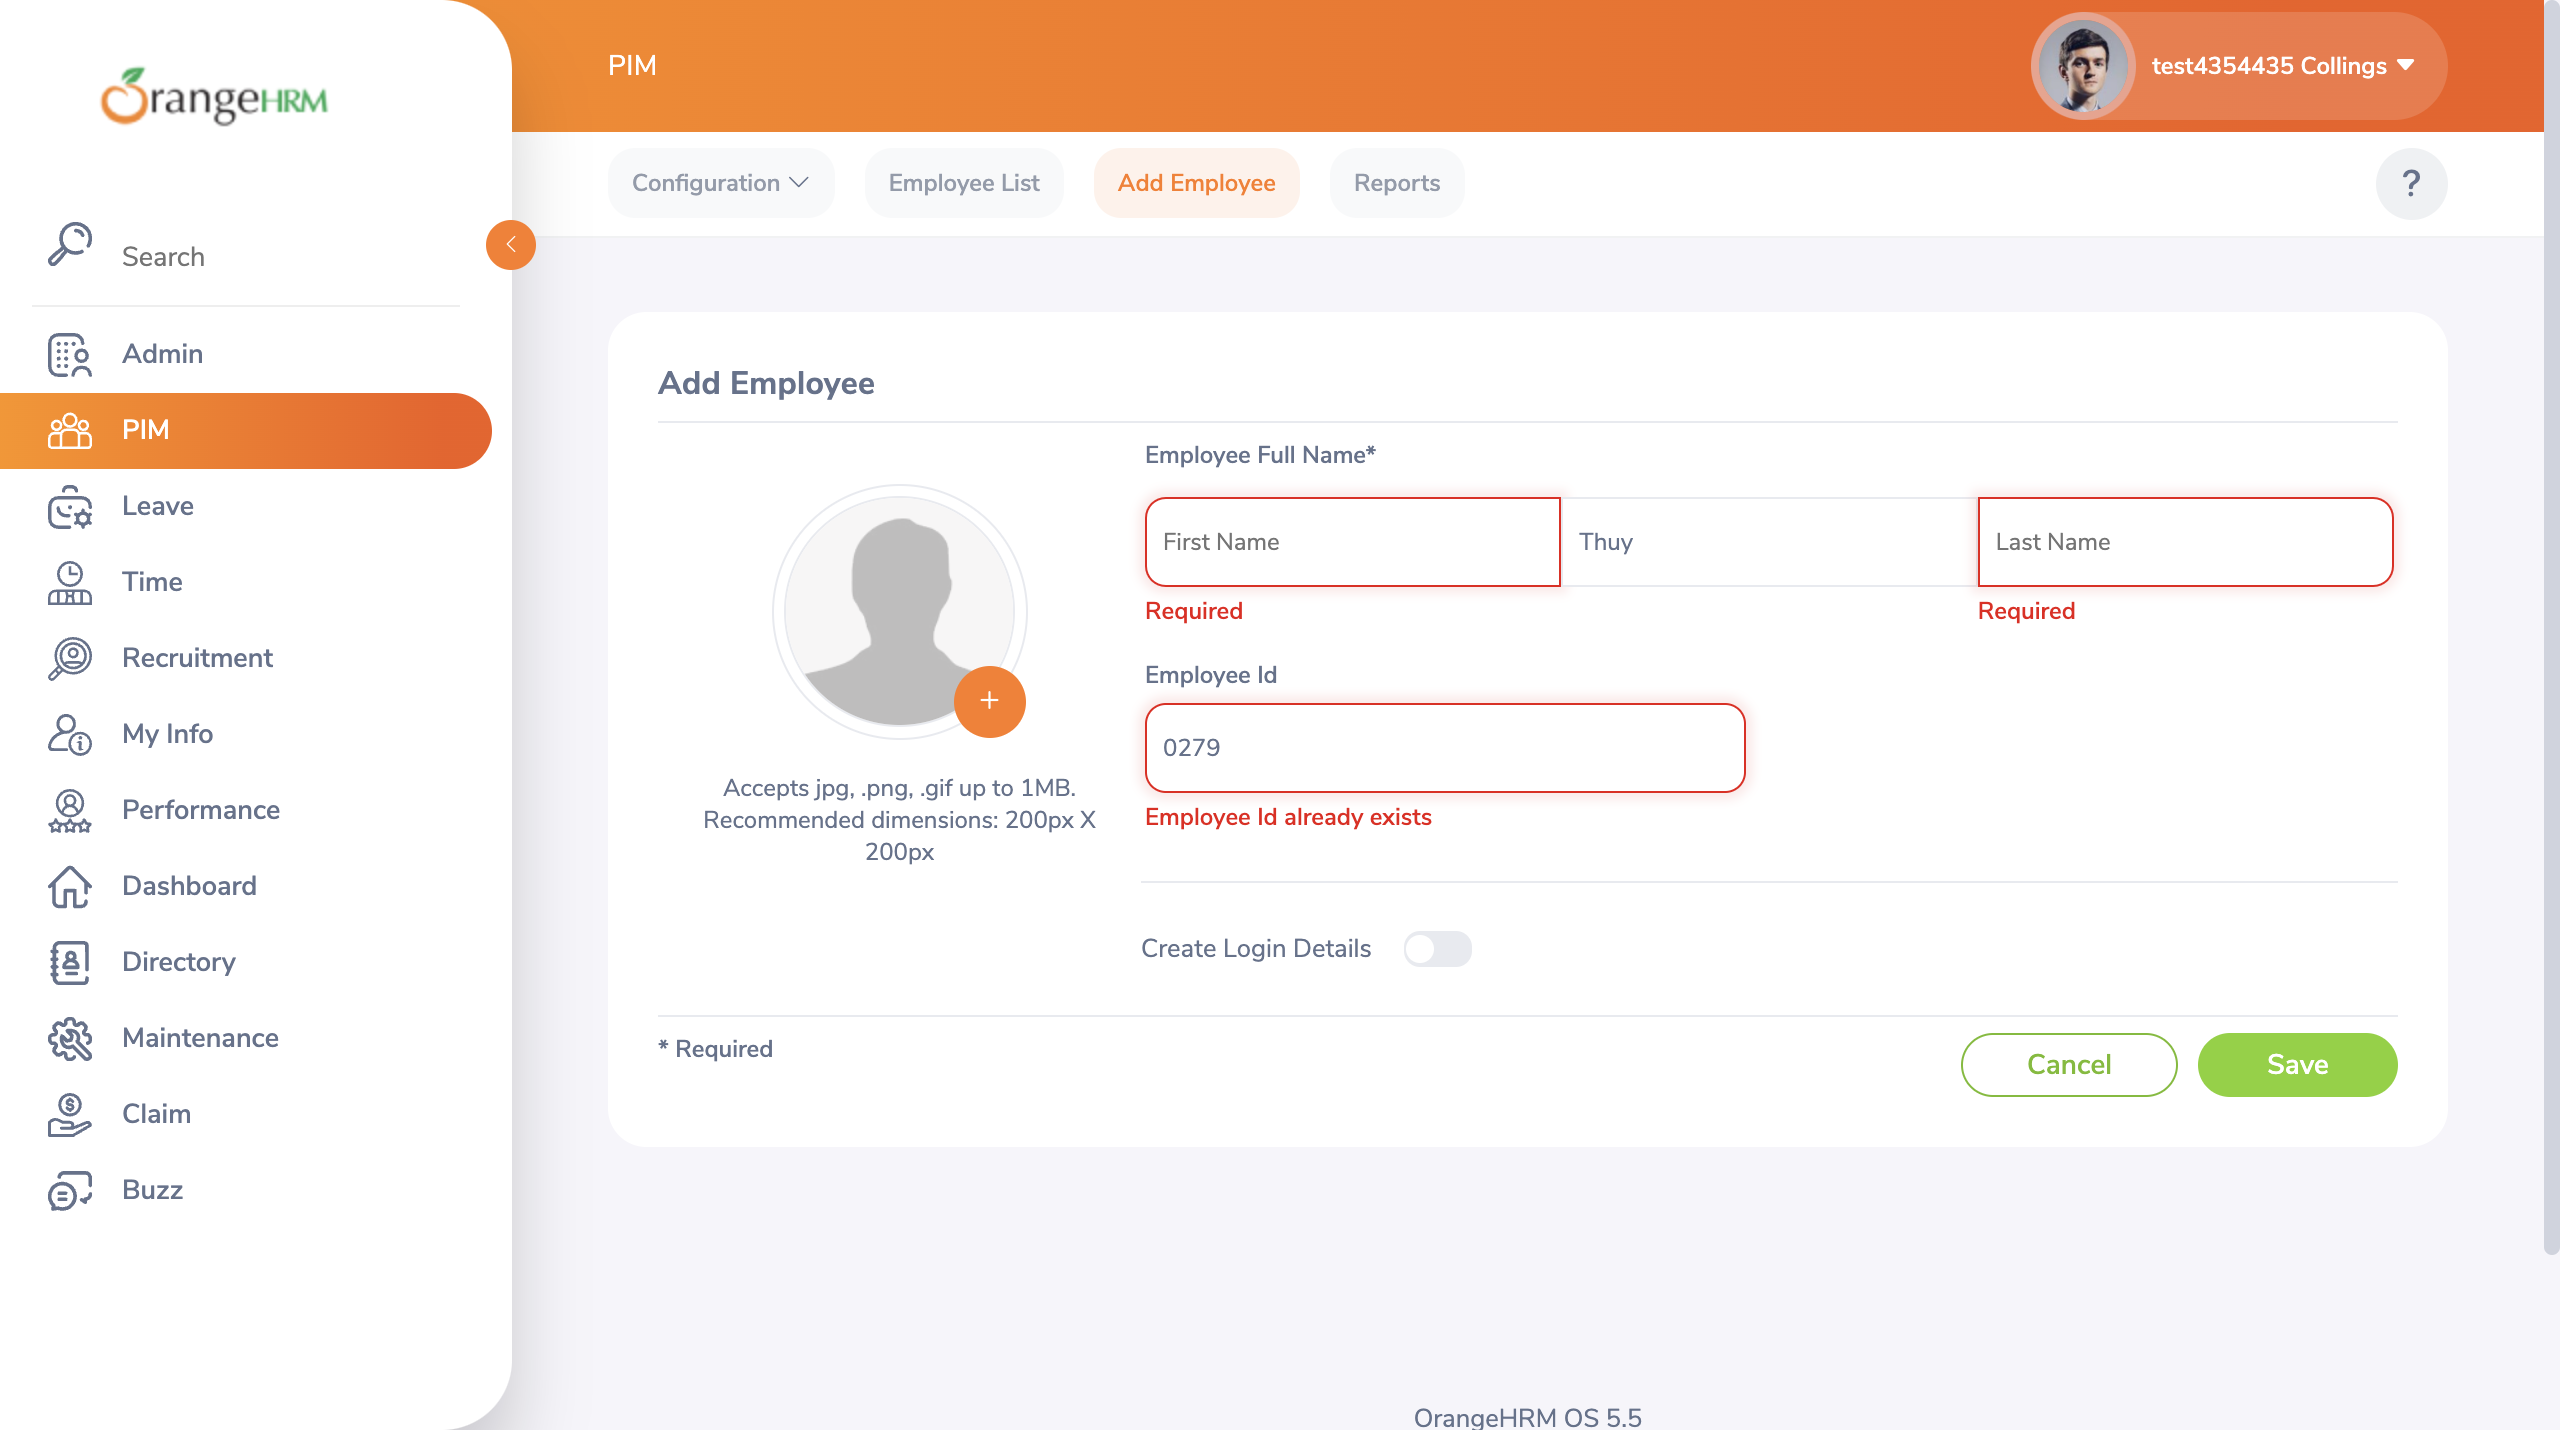 OrangeHRM
Search
Admin
PIM
Leave
Time
Recruitment
My Info
Performance
Dashboard
Directory
Maintenance
Claim
Buzz
PIM
test4354435 Collings
Configuration
Employee List
Add Employee
Reports
?
Add Employee
Accepts jpg, .png, .gif up to 1MB.
Recommended dimensions: 200px X
200px
Employee Full Name*
First Name
Thuy
Last Name
Required
Required
Employee Id
0279
Employee Id already exists
Create Login Details
* Required
Cancel
Save
OrangeHRM OS 5.5